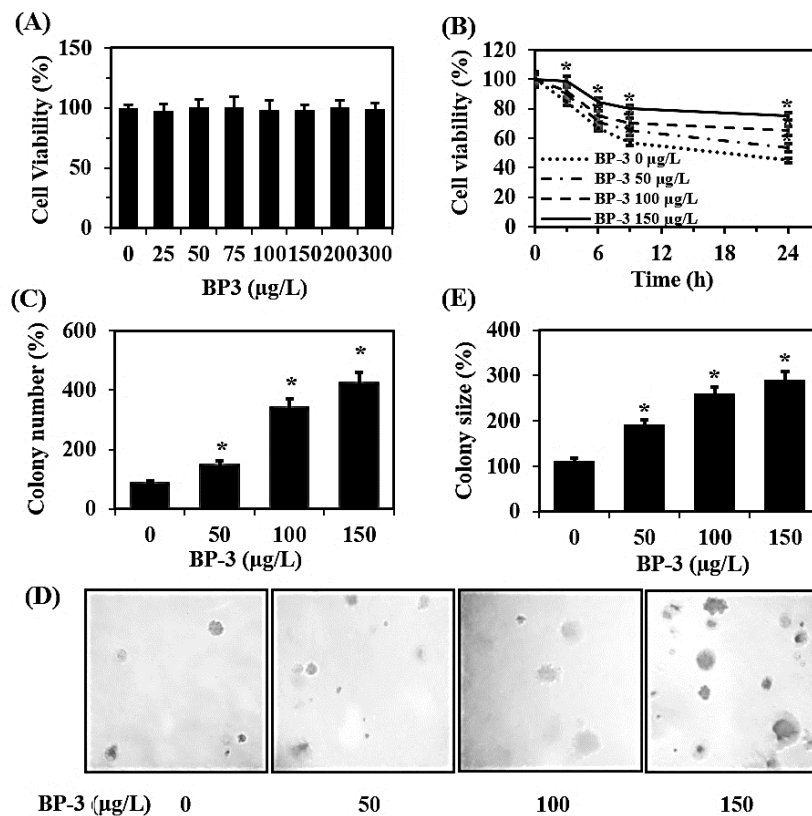 (A)
150
100
50
0
Cell Viability (%)
0 25 50 75 100 150 200 300
BP3 (μg/L)
(B)
120
100
80
60
40
20
0
Cell viability (%)
* * * *
BP-3 0 μg/L
BP-3 50 μg/L
BP-3 100 μg/L
BP-3 150 μg/L
0 6 12 18 24
Time (h)
(C)
600
400
200
0
Colony number (%)
* * *
0 50 100 150
BP-3 (μg/L)
(E)
400
300
200
100
0
Colony siize (%)
* * *
0 50 100 150
BP-3 (μg/L)
(D)
BP-3 (μg/L) 0 50 100 150